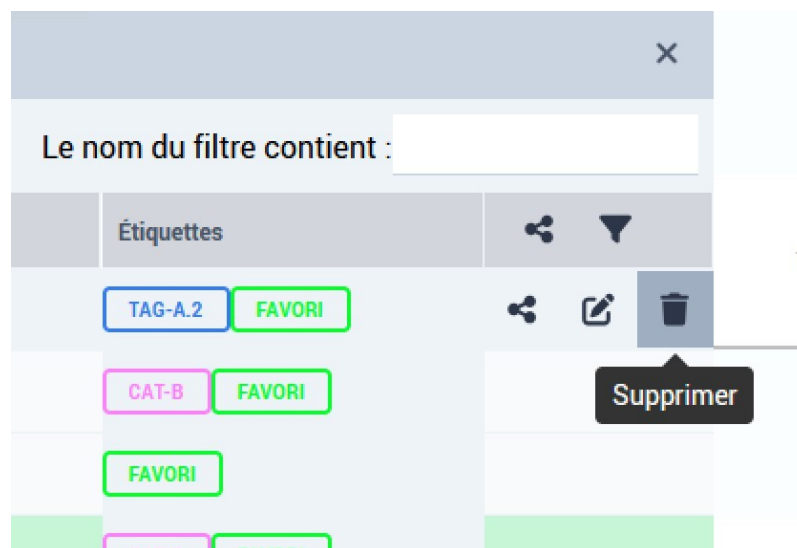 Le nom du filtre contient :
Étiquettes
TAG-A.2 FAVORI
CAT-B FAVORI
Supprimer
FAVORI